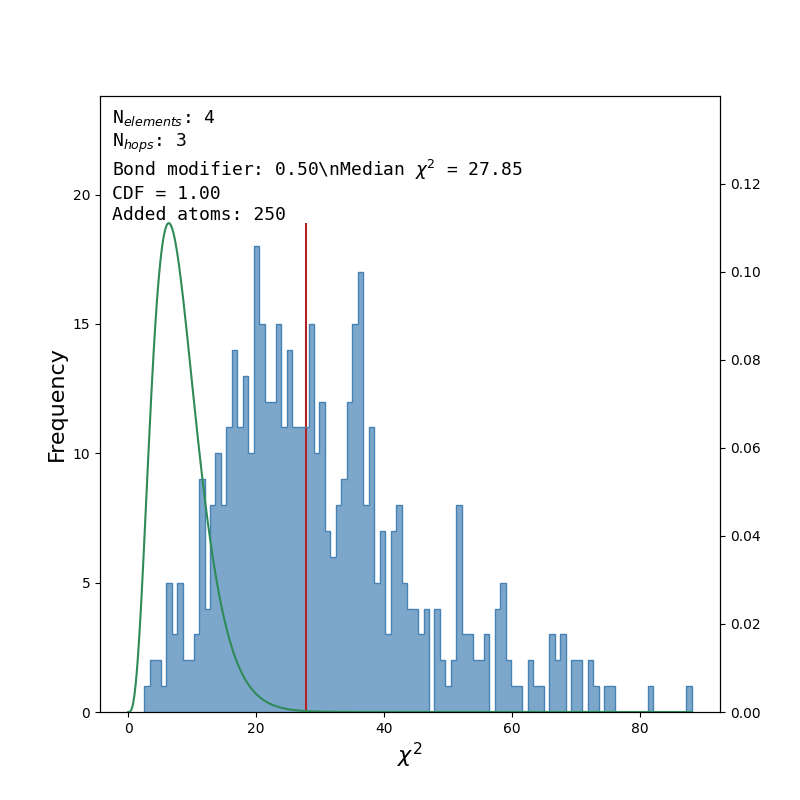 N_elements: 4
N_hops: 3
Bond modifier: 0.50\nMedian χ² = 27.85
CDF = 1.00
Added atoms: 250
20
15
10
5
0
Frequency
0.12
0.10
0.08
0.06
0.04
0.02
0.00
0 20 40 60 80
χ²